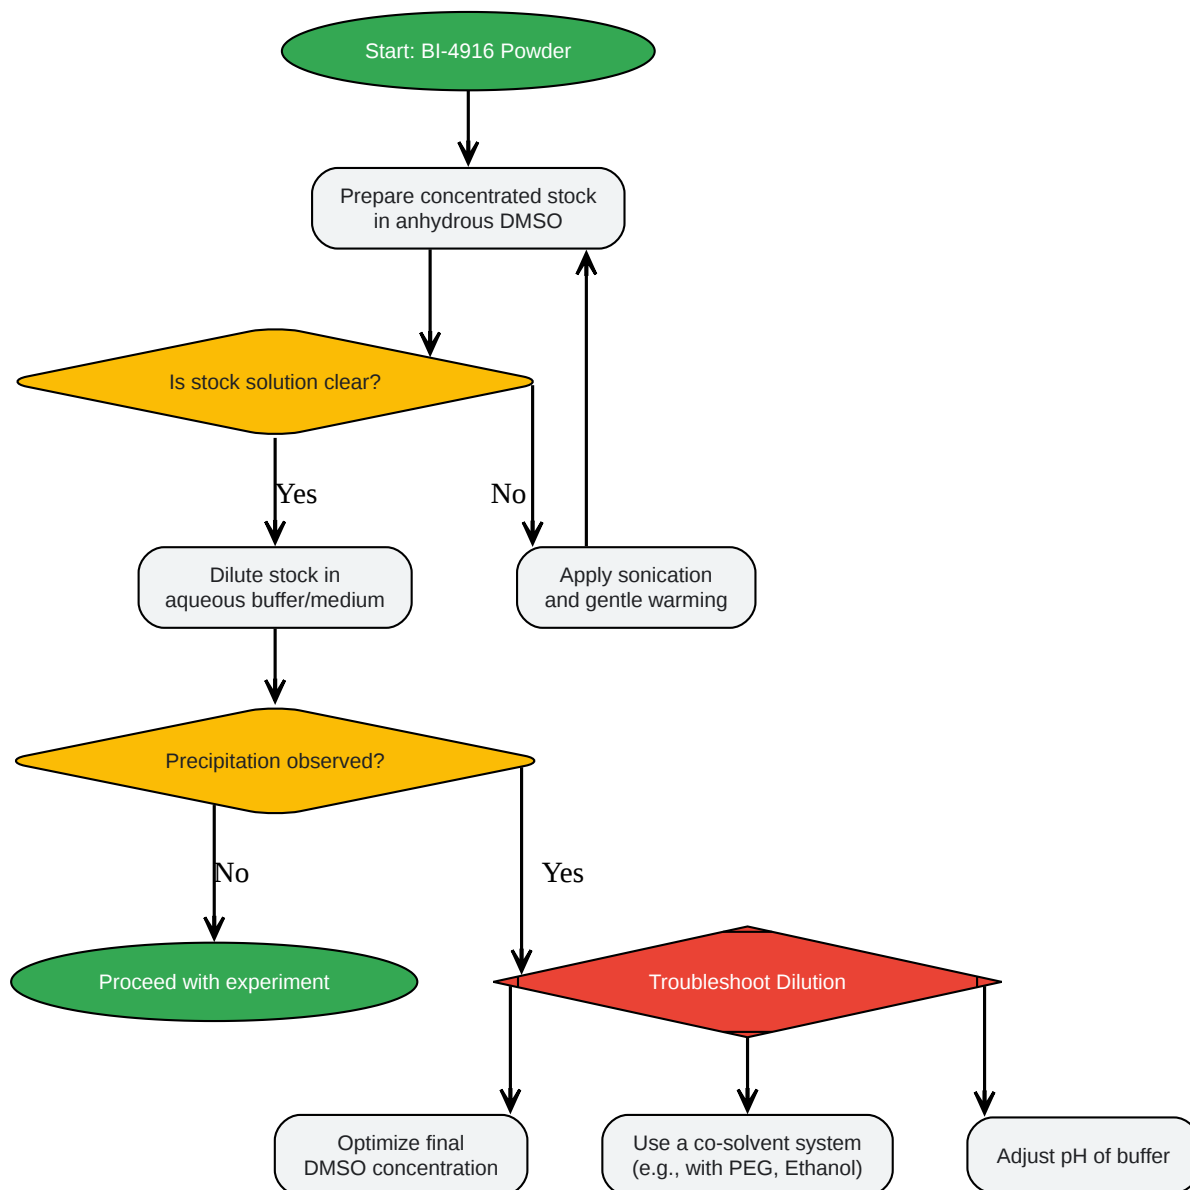 Start: BI-4916 Powder
Prepare concentrated stock
in anhydrous DMSO
Is stock solution clear?
Yes
No
Dilute stock in
aqueous buffer/medium
Apply sonication
and gentle warming
Precipitation observed?
No
Yes
Proceed with experiment
Troubleshoot Dilution
Optimize final
DMSO concentration
Use a co-solvent system
(e.g., with PEG, Ethanol)
Adjust pH of buffer